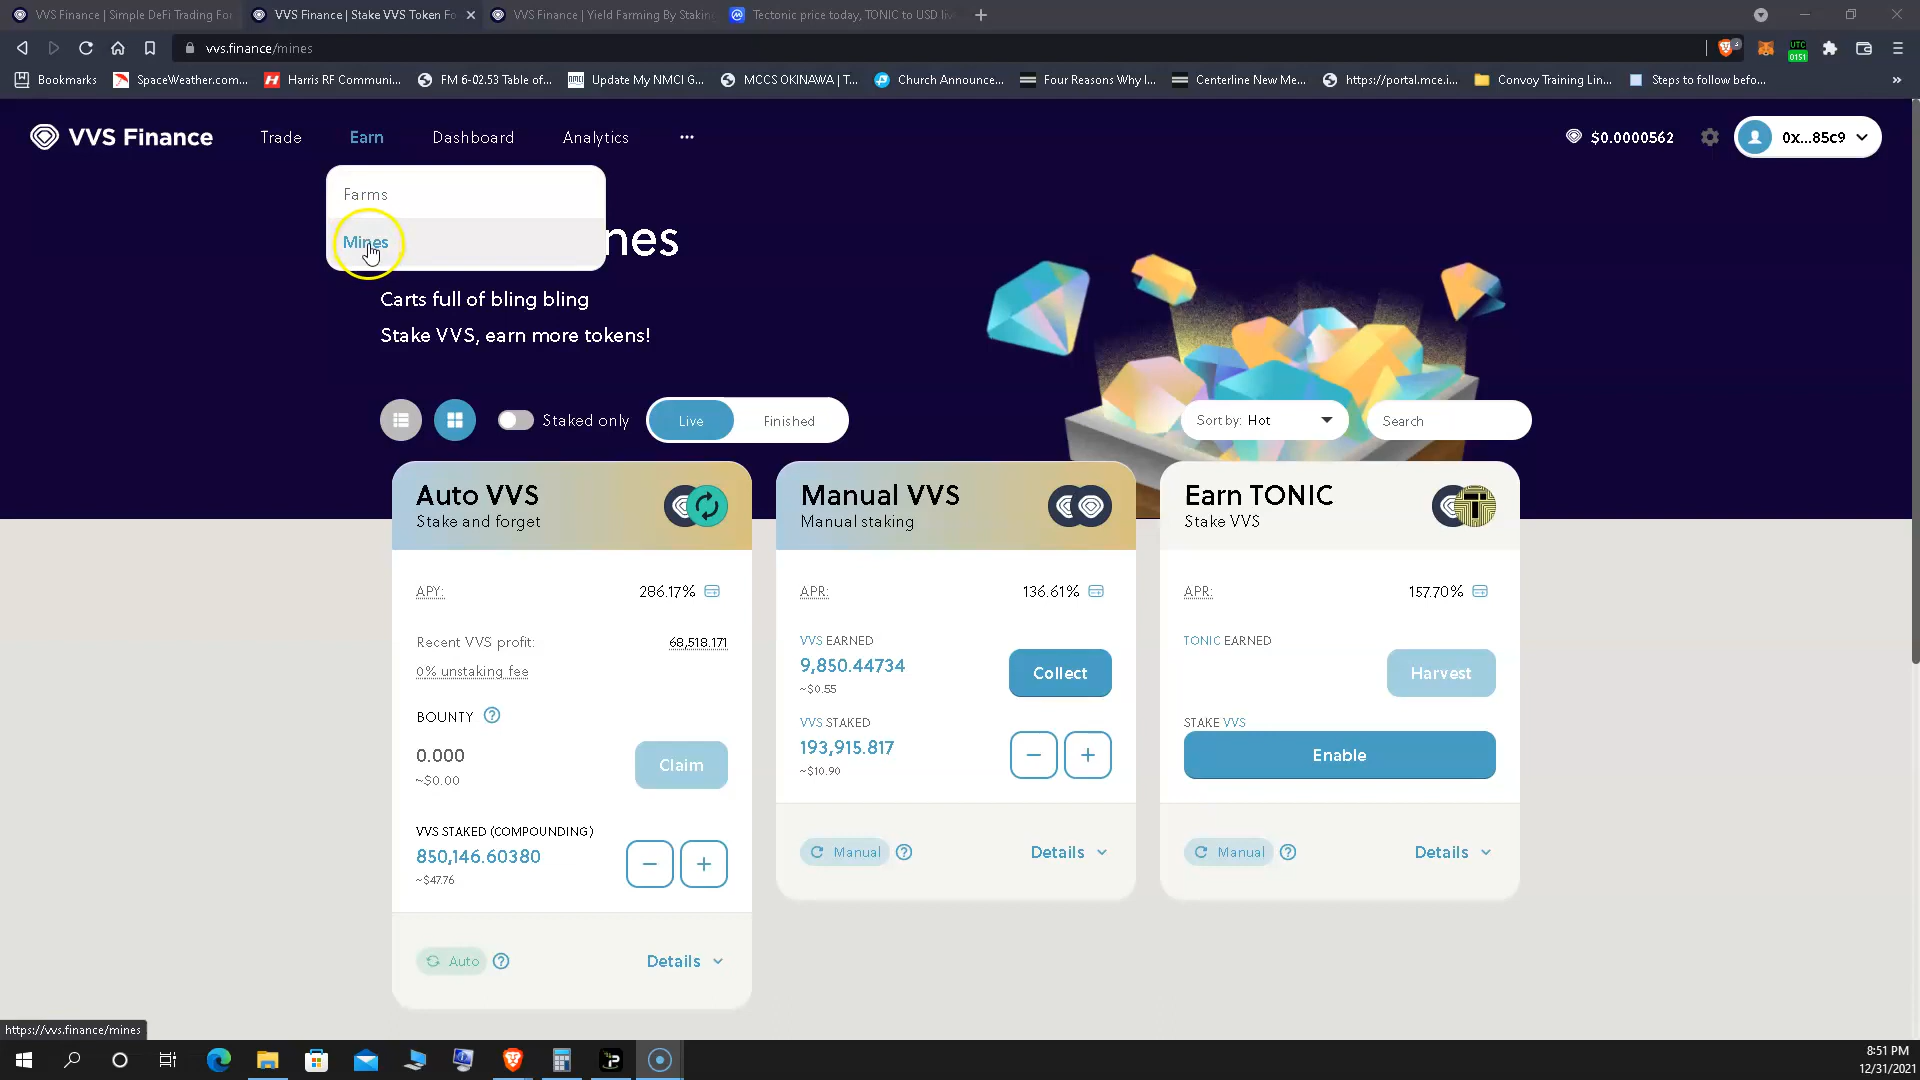 VVS Finance | Simple DeFi Trading For
VVS Finance | Stake VVS Token Fo
VVS Finance | Yield Farming By Stakin
Tectonic price today, TONIC to USD liv
vvs.finance/mines
3
UTC
0151
Bookmarks
SpaceWeather.com...
Harris RF Communi...
FM 6-02.53 Table of...
Update My NMCI G...
MCCS OKINAWA | T...
Church Announce...
Four Reasons Why I...
Centerline New Me...
https://portal.mce.i...
Convoy Training Lin...
Steps to follow befo...
»
VVS Finance
Trade
Earn
Dashboard
Analytics
$0.0000562
0x...85c9
Farms
Mines
nes
Carts full of bling bling
Stake VVS, earn more tokens!
Staked only
Live
Finished
Sort by: Hot
Search
Auto VVS
Stake and forget
APY:
286.17%
Recent VVS profit:
68,518.171
0% unstaking fee
BOUNTY
0.000
~$0.00
Claim
VVS STAKED (COMPOUNDING)
850,146.60380
~$47.76
Auto
Details
Manual VVS
Manual staking
APR:
136.61%
VVS EARNED
9,850.44734
~$0.55
Collect
VVS STAKED
193,915.817
~$10.90
Manual
Details
Earn TONIC
Stake VVS
APR:
157.70%
TONIC EARNED
Harvest
STAKE VVS
Enable
Manual
Details
https://vvs.finance/mines
8:51 PM
12/31/2021